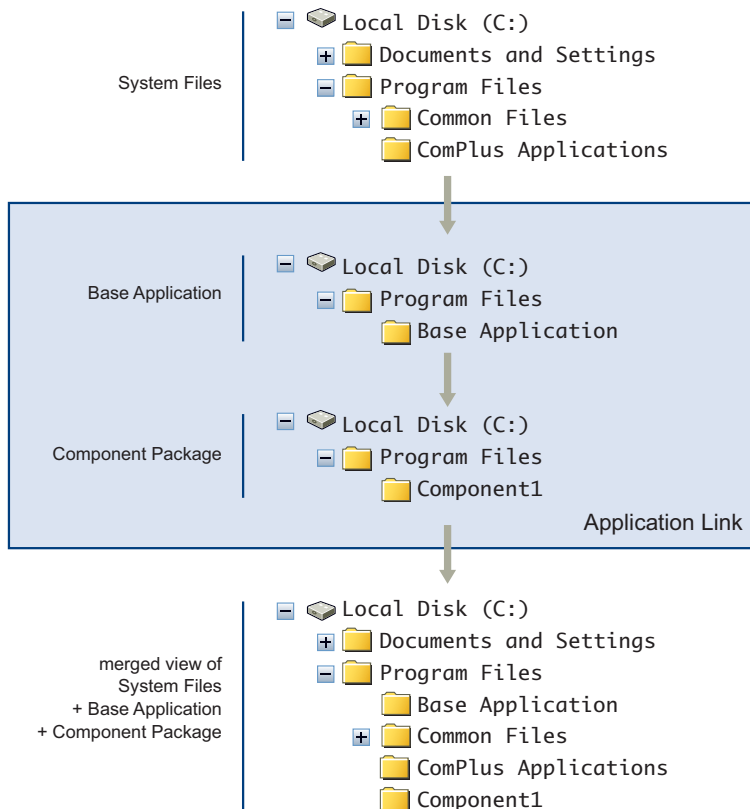 System Files
Local Disk (C:)
Documents and Settings
Program Files
Common Files
ComPlus Applications
Base Application
Local Disk (C:)
Program Files
Base Application
Component Package
Local Disk (C:)
Program Files
Component1
Application Link
merged view of
System Files
+ Base Application
+ Component Package
Local Disk (C:)
Documents and Settings
Program Files
Base Application
Common Files
ComPlus Applications
Component1